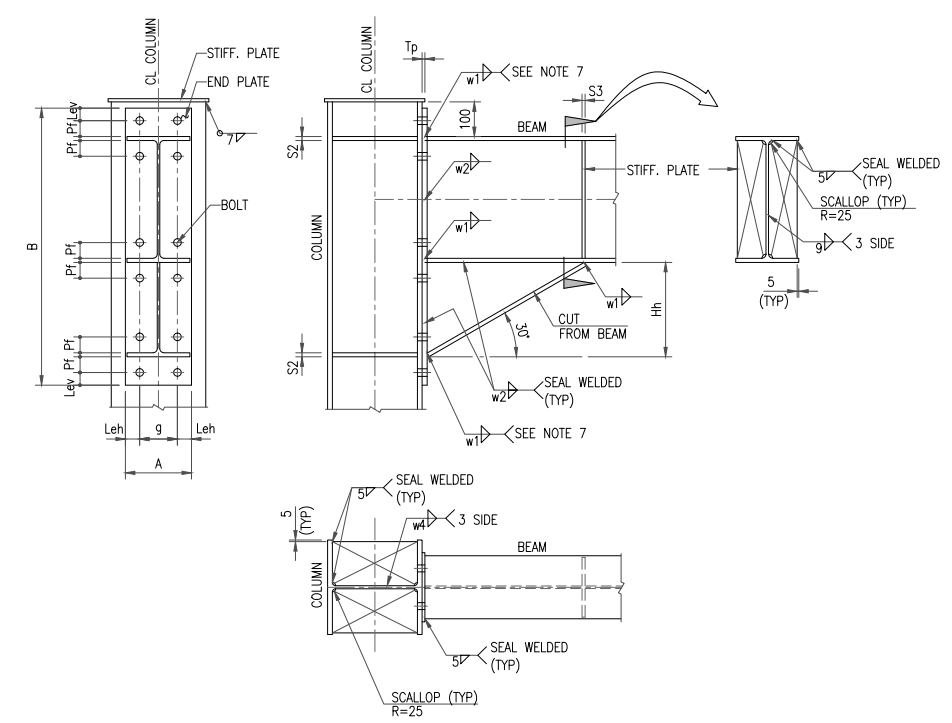 CL COLUMN
STIFF. PLATE
END PLATE
Lev
Pf
Pf
7
BOLT
B
Pf
Pf
Pf
Pf
Lev
Leh
g
Leh
A
CL COLUMN
Tp
w1
SEE NOTE 7
S3
100
BEAM
S2
w2
STIFF. PLATE
w1
COLUMN
w1
Hh
CUT
FROM BEAM
30°
S2
w2
SEAL WELDED
(TYP)
w1
SEE NOTE 7
5
SEAL WELDED
(TYP)
SCALLOP (TYP)
R=25
9
3 SIDE
5
(TYP)
5
SEAL WELDED
(TYP)
5
(TYP)
w4
3 SIDE
BEAM
COLUMN
5
SEAL WELDED
(TYP)
SCALLOP (TYP)
R=25